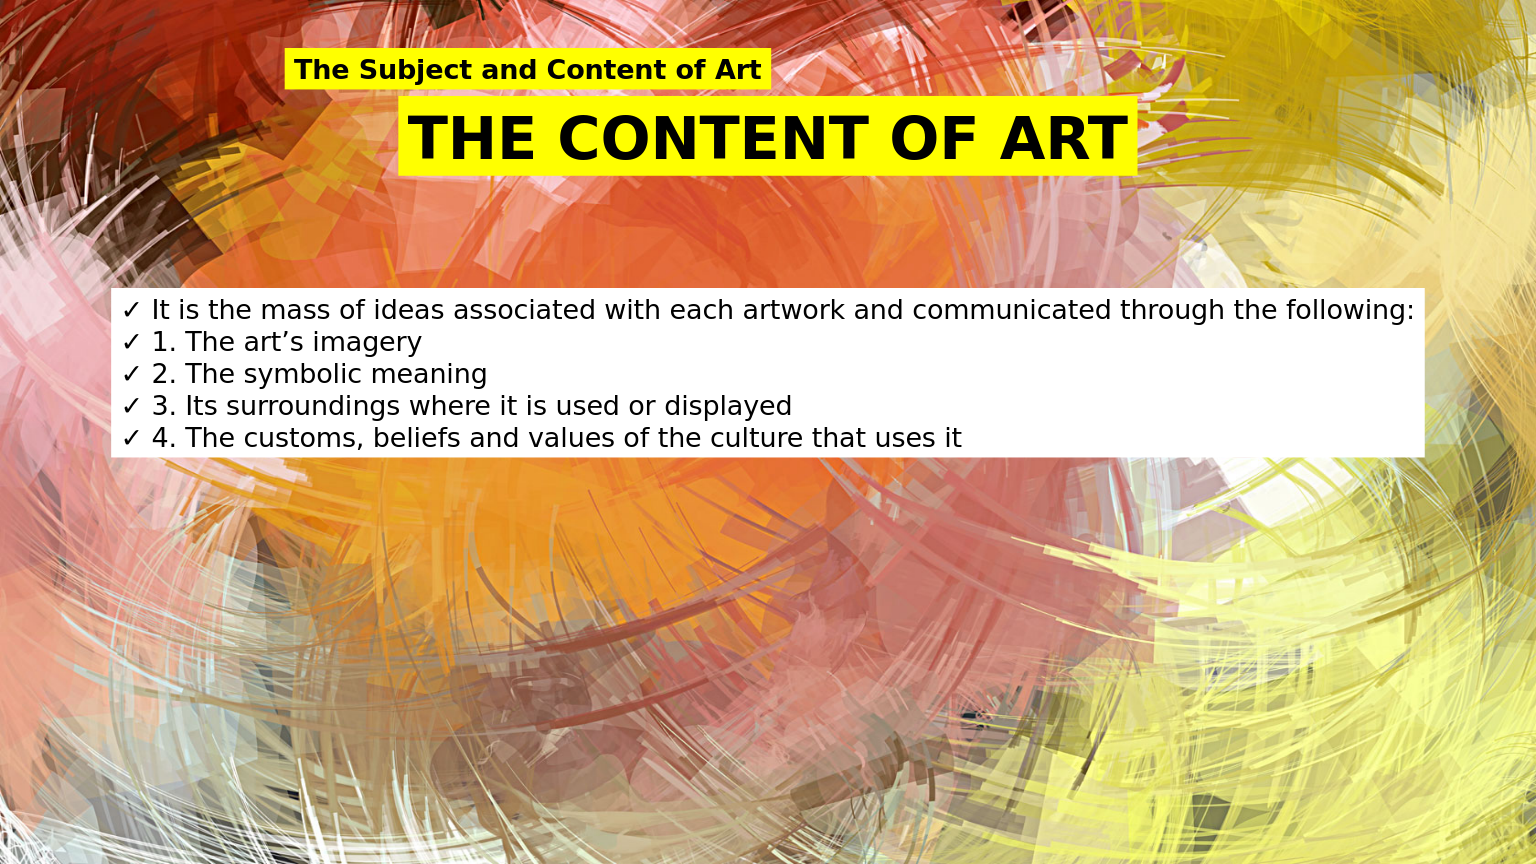 The Subject and Content of Art
THE CONTENT OF ART
✓ It is the mass of ideas associated with each artwork and communicated through the following:
✓ 1. The art’s imagery
✓ 2. The symbolic meaning
✓ 3. Its surroundings where it is used or displayed
✓ 4. The customs, beliefs and values of the culture that uses it